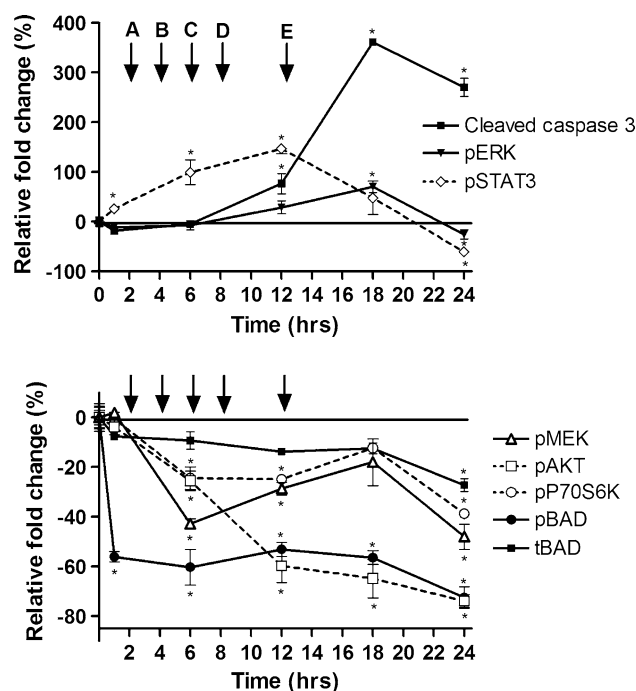 A B C D E
Relative fold change (%)
400
300
200
100
0
-100
* * * * * * * * *
Cleaved caspase 3
pERK
pSTAT3
0 2 4 6 8 10 12 14 16 18 20 22 24
Time (hrs)
Relative fold change (%)
0
-20
-40
-60
-80
* * * * * * * * * * * * * * *
pMEK
pAKT
pP70S6K
pBAD
tBAD
0 2 4 6 8 10 12 14 16 18 20 22 24
Time (hrs)